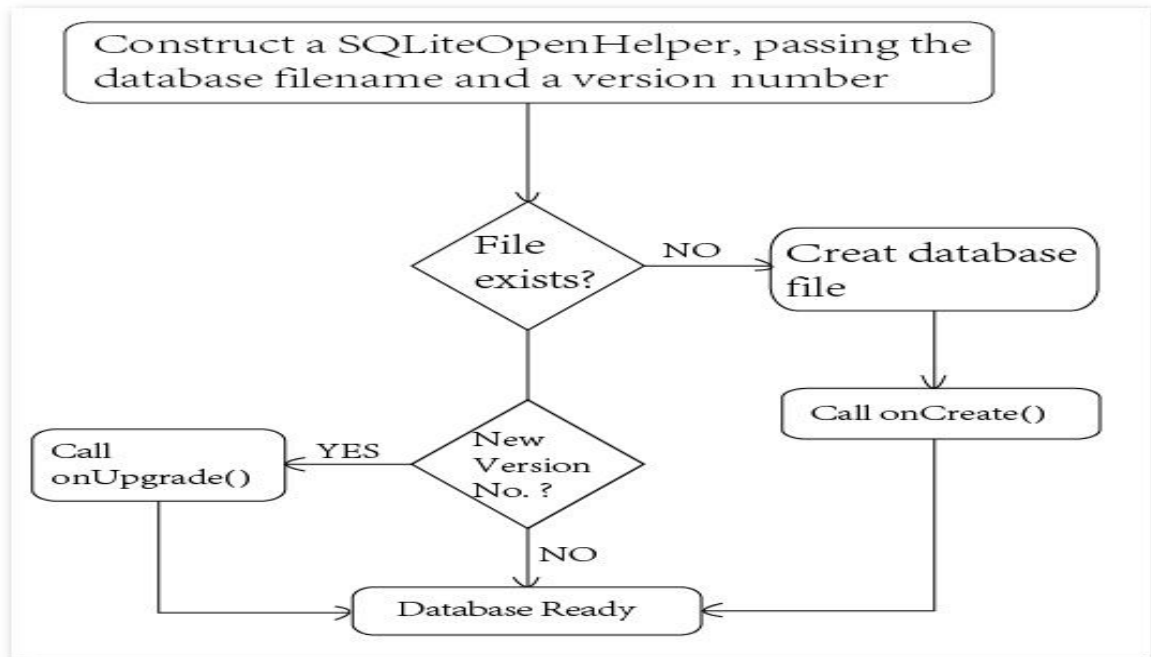 Construct a SQLiteOpenHelper, passing the
database filename and a version number
File
exists?
NO
Creat database
file
Call onCreate()
New
Version
No. ?
YES
Call
onUpgrade()
NO
Database Ready